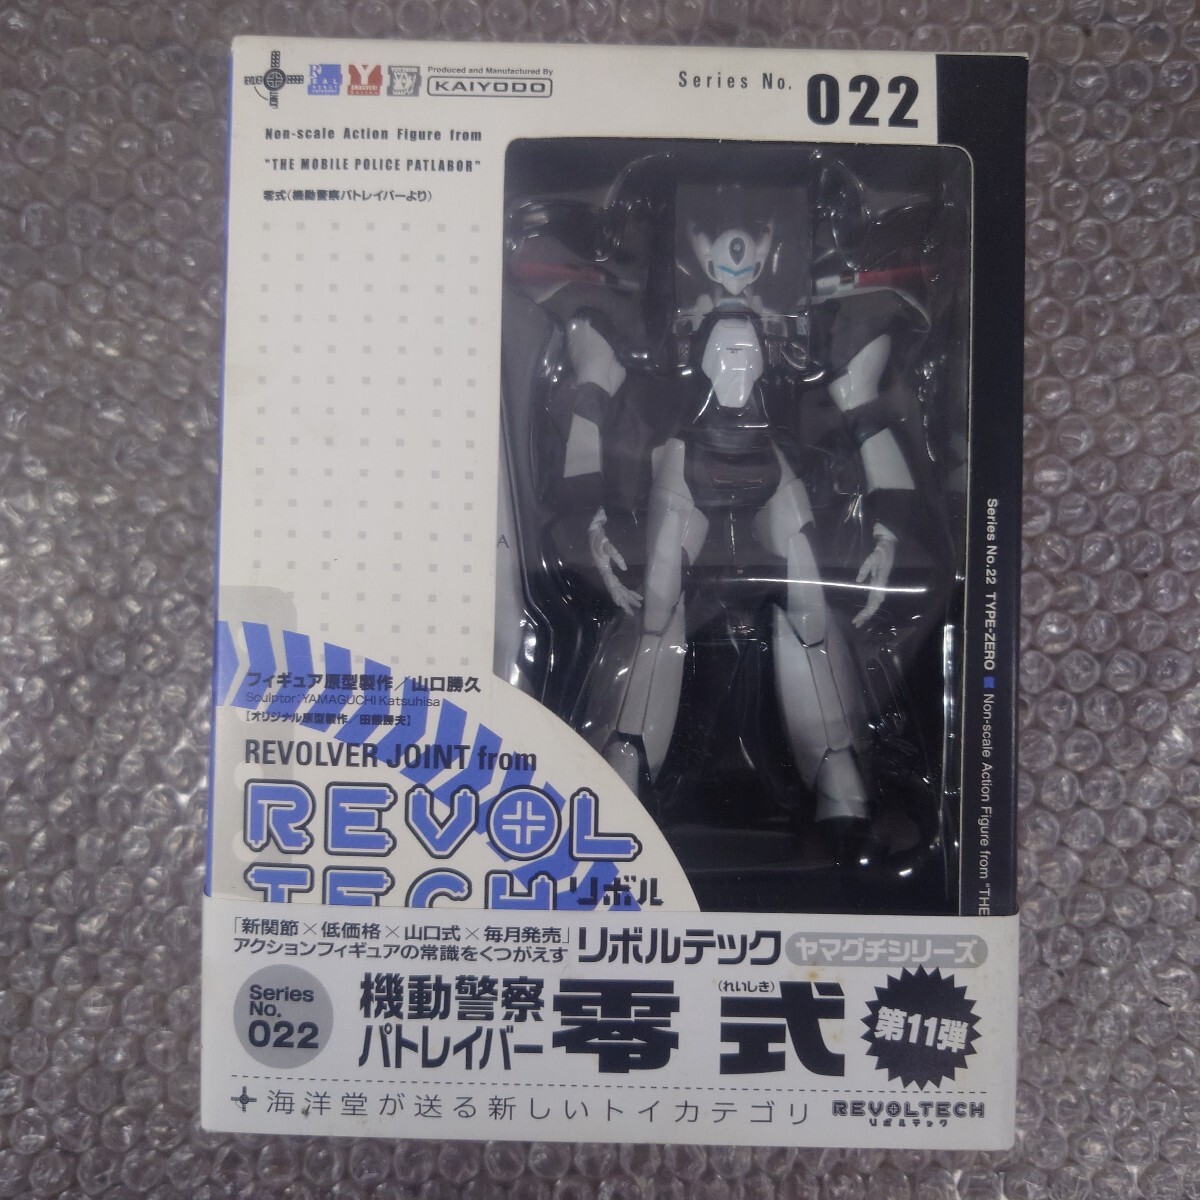 Produced and Manufactured By
KAIYODO
Series No. 022
Non-scale Action Figure from
"THE MOBILE POLICE PATLABOR"
零式(機動警察パトレイバーより)
Series No.22 TYPE-ZERO ■ Non-scale Action Figure from "THE
フィギュア原型製作/山口勝久
Sculptor:YAMAGUCHI Katsuhisa
REVOLVER JOINT from
REVOL
TECH リボル
「新関節×低価格×山口式×毎月発売」
アクションフィギュアの常識をくつがえす
リボルテック ヤマグチシリーズ
Series
No.
022
機動警察
パトレイバー
零式
(れいしき)
第11弾
海洋堂が送る新しいトイカテゴリ
REVOLTECH
リボルテック